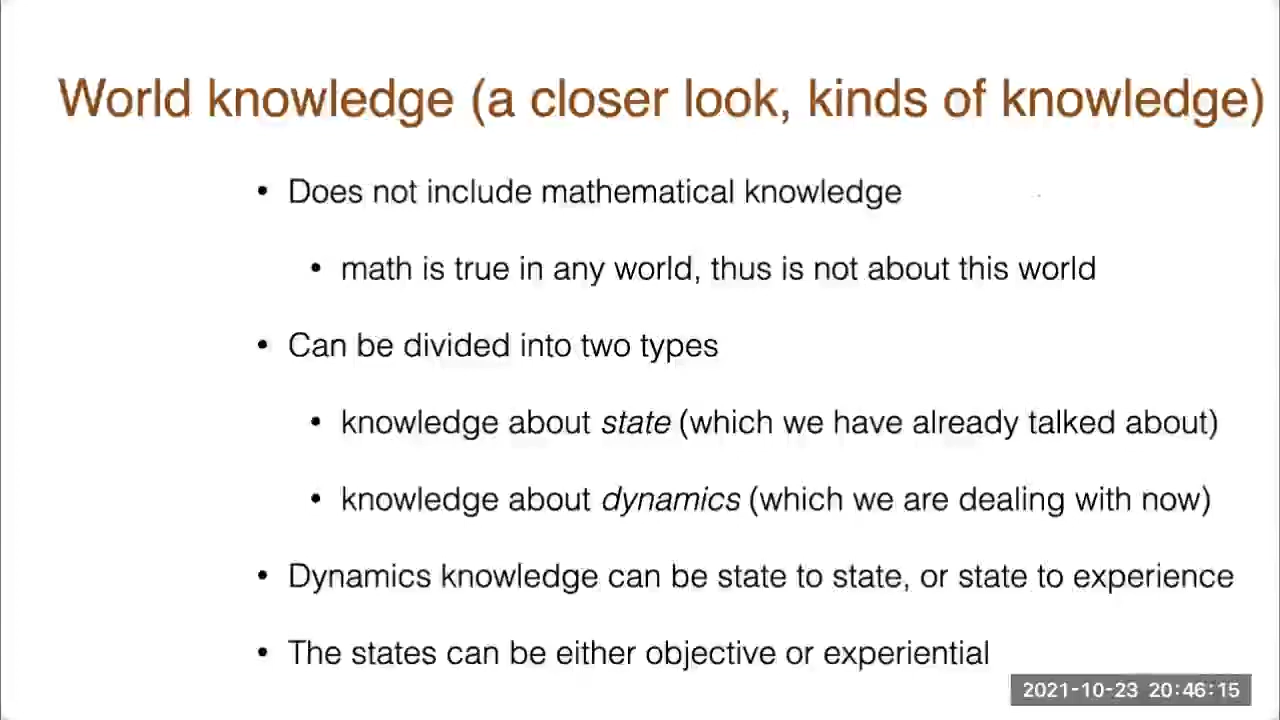 World knowledge (a closer look, kinds of knowledge)
• Does not include mathematical knowledge
• math is true in any world, thus is not about this world
• Can be divided into two types
• knowledge about state (which we have already talked about)
• knowledge about dynamics (which we are dealing with now)
• Dynamics knowledge can be state to state, or state to experience
• The states can be either objective or experiential
2021-10-23 20:46:15